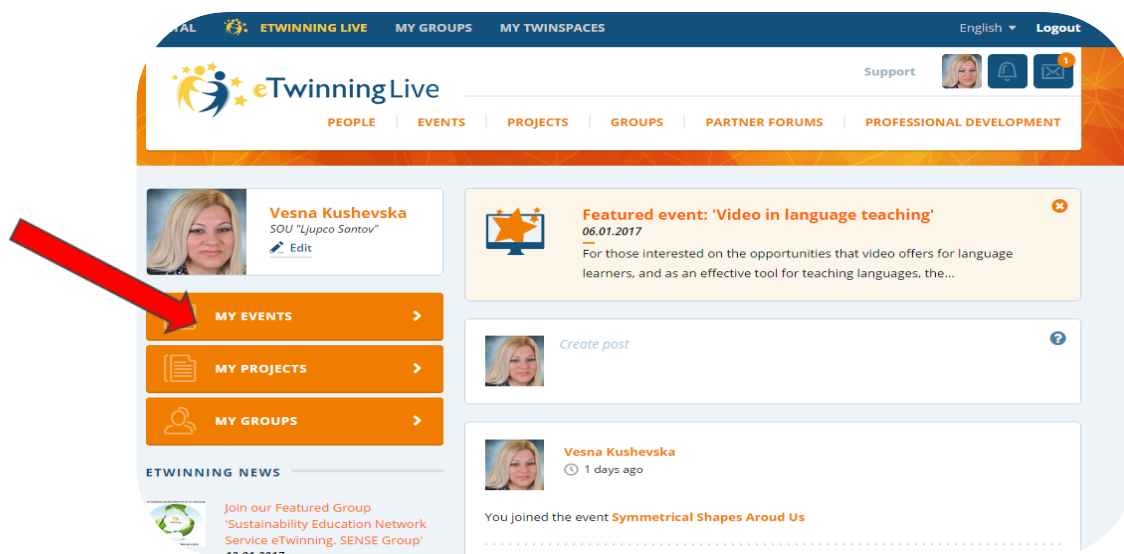 TAL ETWINNING LIVE MY GROUPS MY TWINSPACES English Logout
eTwinning Live
Support 1
PEOPLE EVENTS PROJECTS GROUPS PARTNER FORUMS PROFESSIONAL DEVELOPMENT
Vesna Kushevska
SOU "Ljupco Santov"
Edit
MY EVENTS
MY PROJECTS
MY GROUPS
ETWINNING NEWS
Join our Featured Group
'Sustainability Education Network
Service eTwinning. SENSE Group'
12.01.2017
Featured event: 'Video in language teaching'
06.01.2017
For those interested on the opportunities that video offers for language
learners, and as an effective tool for teaching languages, the...
Create post
?
Vesna Kushevska
1 days ago
You joined the event Symmetrical Shapes Aroud Us